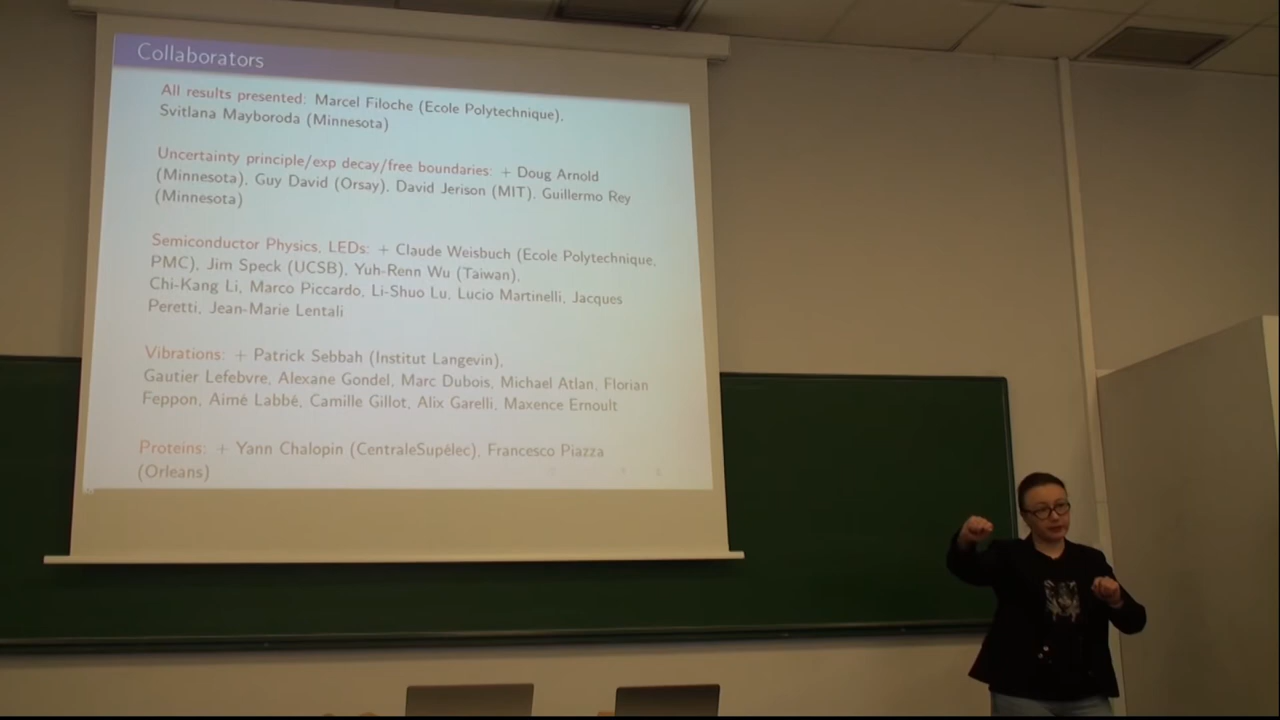 Collaborators
All results presented: Marcel Filoche (Ecole Polytechnique),
Svitlana Mayboroda (Minnesota)
Uncertainty principle/exp decay/free boundaries: + Doug Arnold
(Minnesota), Guy David (Orsay), David Jerison (MIT), Guillermo Rey
(Minnesota)
Semiconductor Physics, LEDs: + Claude Weisbuch (Ecole Polytechnique,
PMC), Jim Speck (UCSB), Yuh-Renn Wu (Taiwan),
Chi-Kang Li, Marco Piccardo, Li-Shuo Lu, Lucio Martinelli, Jacques
Peretti, Jean-Marie Lentali
Vibrations: + Patrick Sebbah (Institut Langevin),
Gautier Lefebvre, Alexane Gondel, Marc Dubois, Michael Atlan, Florian
Feppon, Aimé Labbé, Camille Gillot, Alix Garelli, Maxence Ernoult
Proteins: + Yann Chalopin (CentraleSupélec), Francesco Piazza
(Orleans)